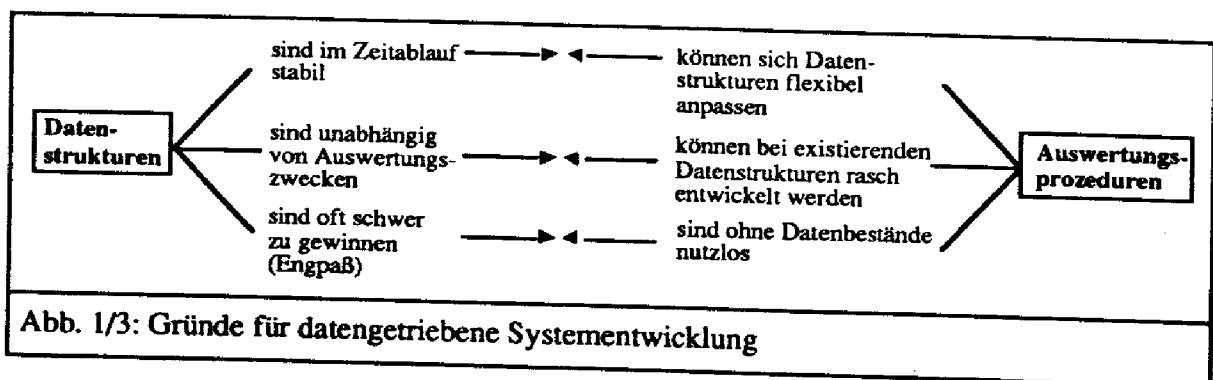 Daten-
strukturen
sind im Zeitablauf
stabil
sind unabhängig
von Auswertungs-
zwecken
sind oft schwer
zu gewinnen
(Engpaß)
können sich Daten-
strukturen flexibel
anpassen
können bei existierenden
Datenstrukturen rasch
entwickelt werden
sind ohne Datenbestände
nutzlos
Auswertungs-
prozeduren
Abb. 1/3: Gründe für datengetriebene Systementwicklung